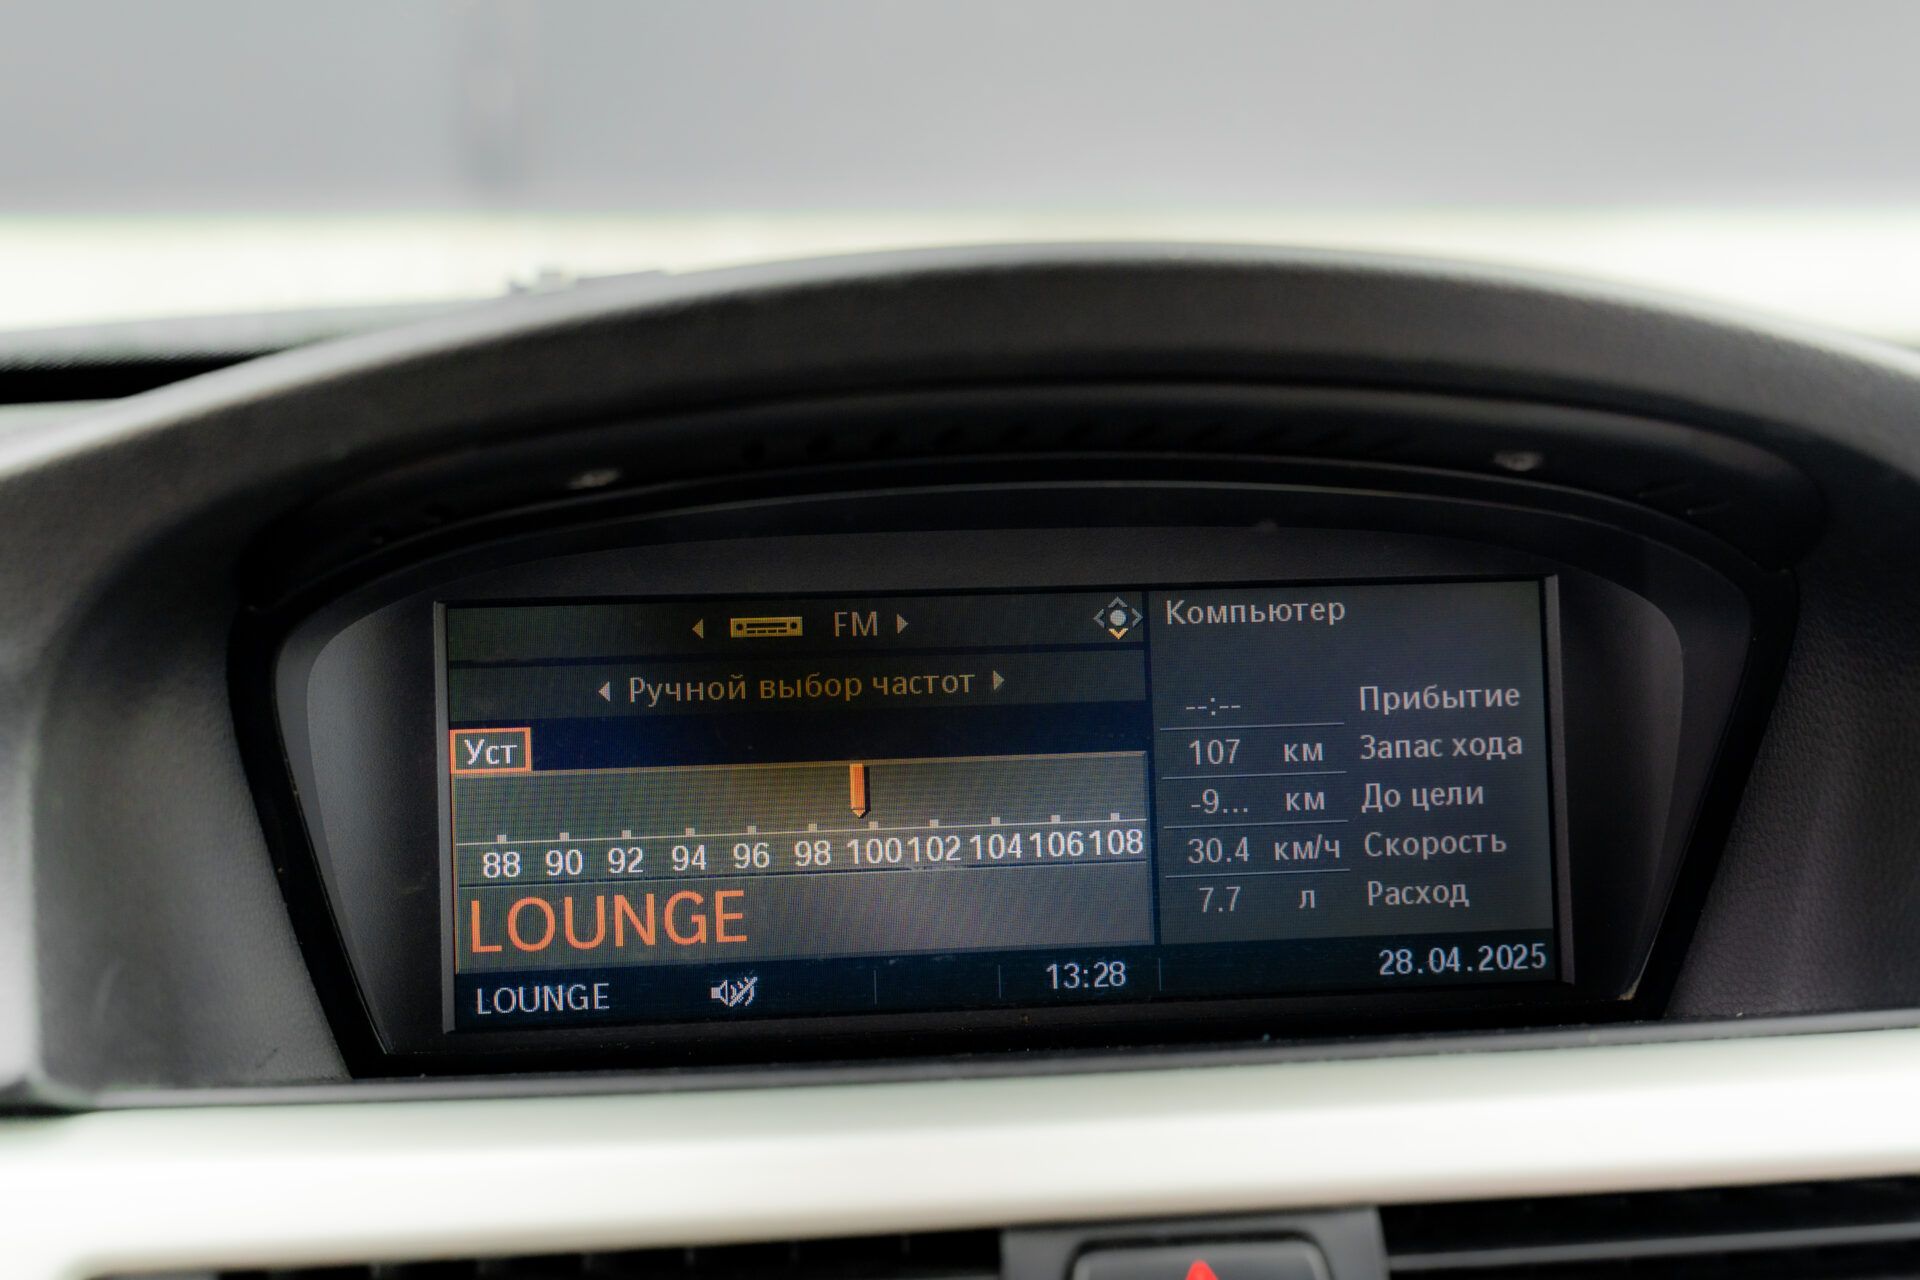 FM
Ручной выбор частот
Уст
88 90 92 94 96 98 100 102 104 106 108
LOUNGE
LOUNGE 13:28
Компьютер
--:-- Прибытие
107 км Запас хода
-9... км До цели
30.4 км/ч Скорость
7.7 л Расход
28.04.2025